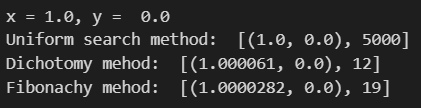 x = 1.0, y =  0.0
Uniform search method:  [(1.0, 0.0), 5000]
Dichotomy mehod:  [(1.000061, 0.0), 12]
Fibonachy mehod:  [(1.0000282, 0.0), 19]